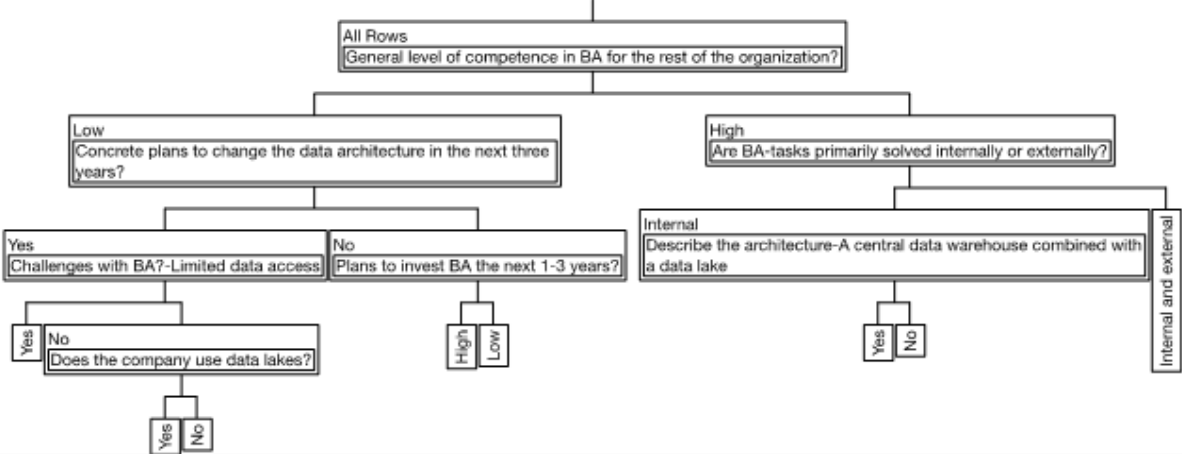 All Rows
General level of competence in BA for the rest of the organization?
Low
Concrete plans to change the data architecture in the next three
years?
High
Are BA-tasks primarily solved internally or externally?
Yes
Challenges with BA?-Limited data access
No
Plans to invest BA the next 1-3 years?
Internal
Describe the architecture-A central data warehouse combined with
a data lake
Internal and external
Yes
No
Does the company use data lakes?
High
Low
Yes
No
Yes
No